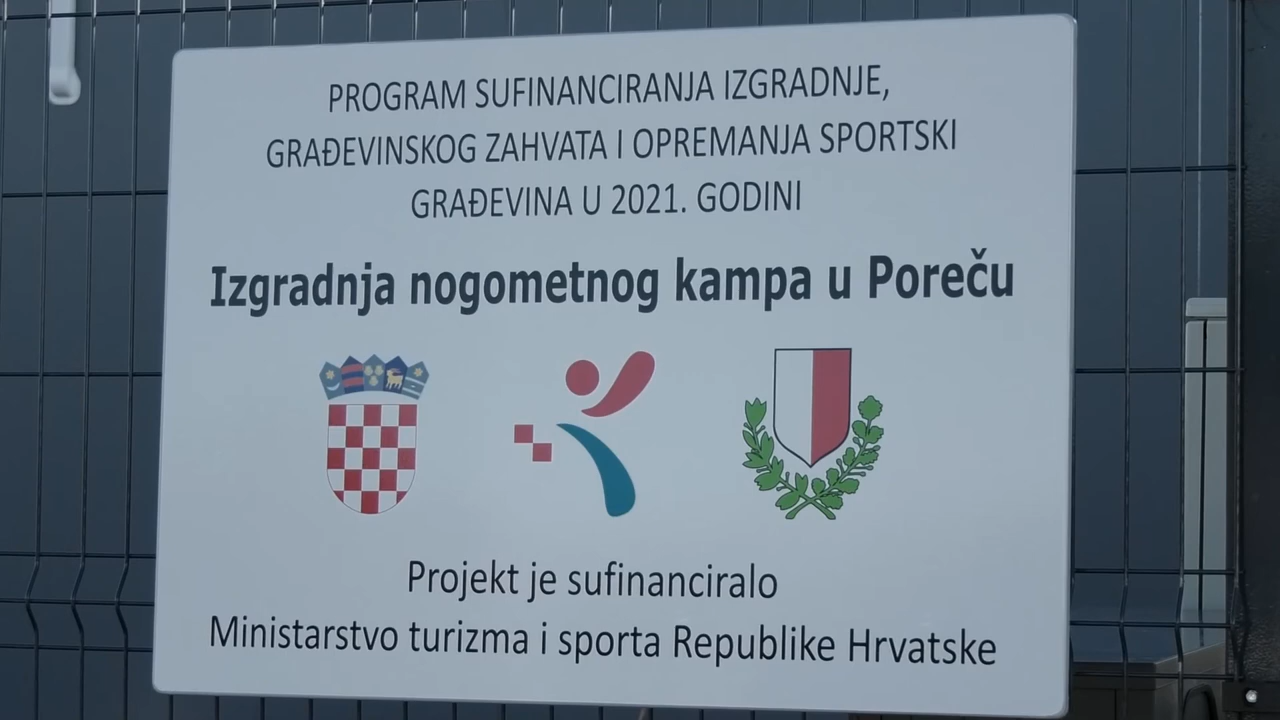 PROGRAM SUFINANCIRANJA IZGRADNJE,
GRAĐEVINSKOG ZAHVATA I OPREMANJA SPORTSKI
GRAĐEVINA U 2021. GODINI
Izgradnja nogometnog kampa u Poreču
Projekt je sufinanciralo
Ministarstvo turizma i sporta Republike Hrvatske